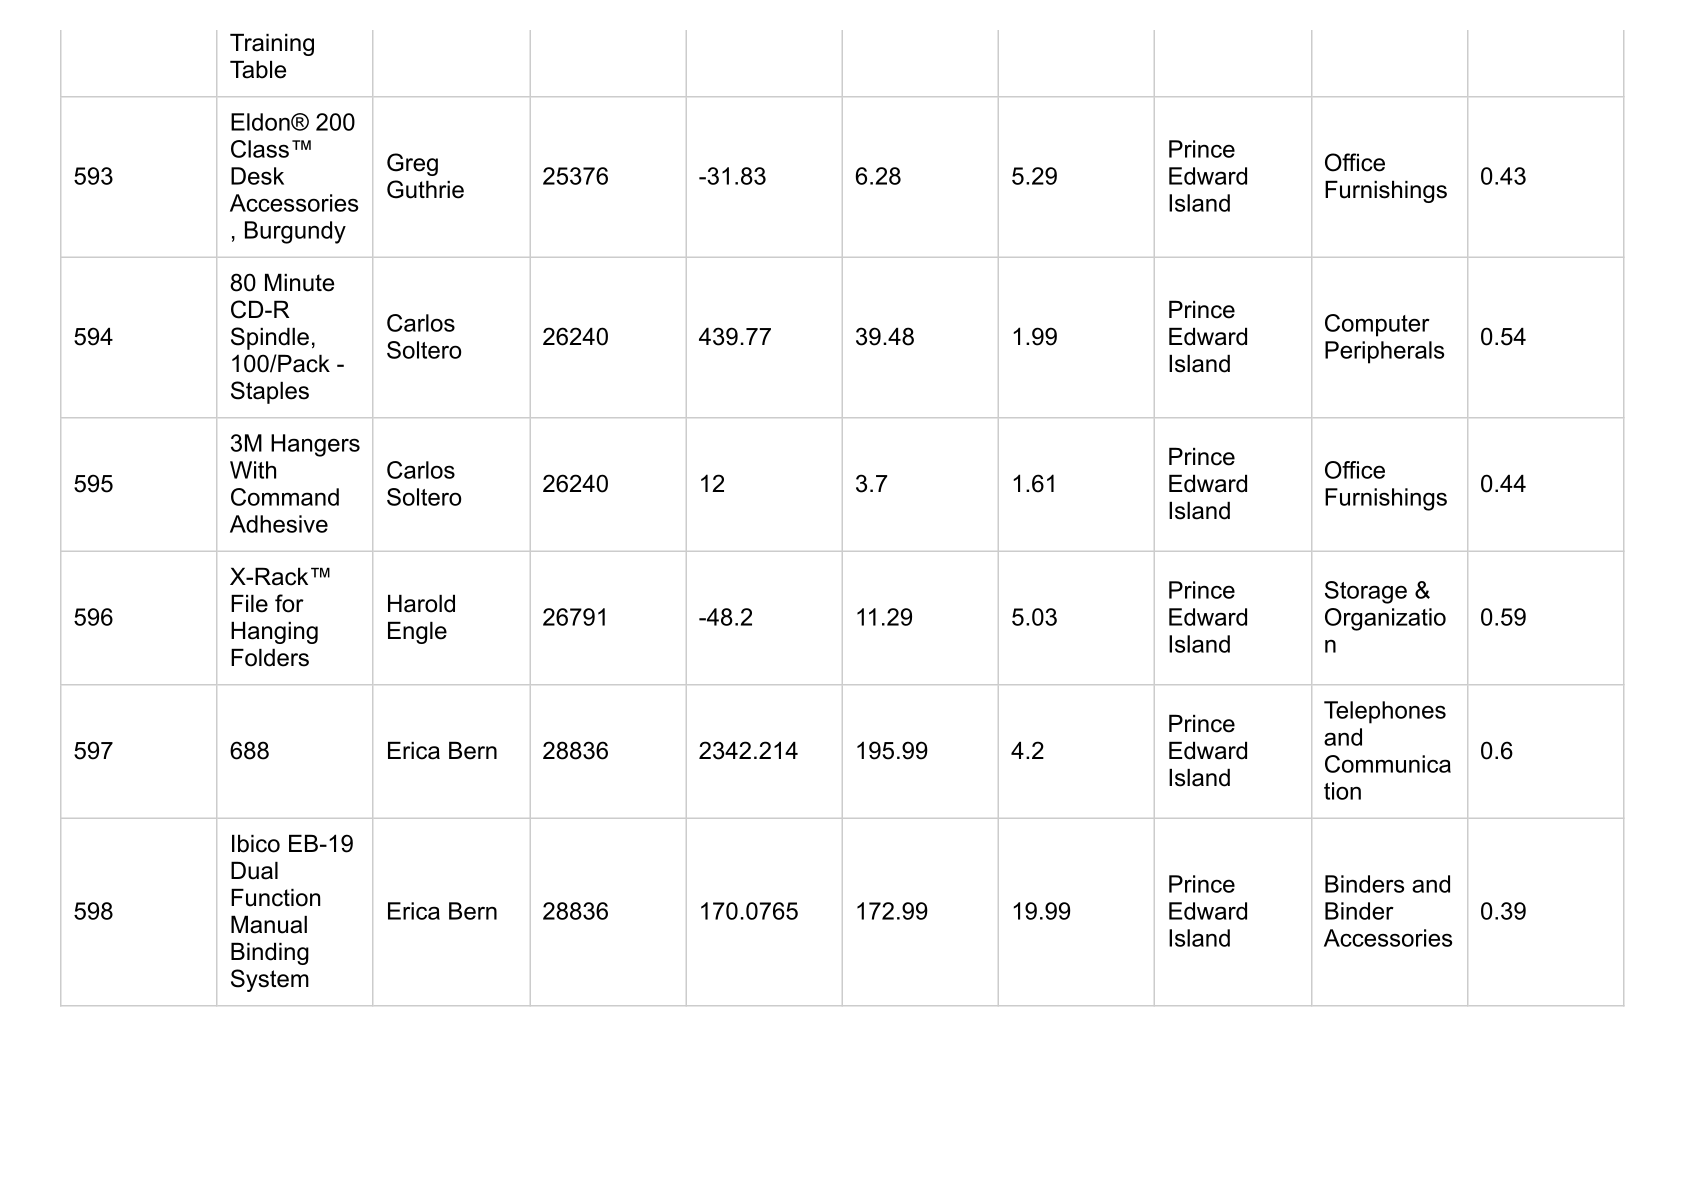 Training
Table
593
Eldon® 200
Class™
Desk
Accessories
, Burgundy
Greg
Guthrie
25376
-31.83
6.28
5.29
Prince
Edward
Island
Office
Furnishings
0.43
594
80 Minute
CD-R
Spindle,
100/Pack -
Staples
Carlos
Soltero
26240
439.77
39.48
1.99
Prince
Edward
Island
Computer
Peripherals
0.54
595
3M Hangers
With
Command
Adhesive
Carlos
Soltero
26240
12
3.7
1.61
Prince
Edward
Island
Office
Furnishings
0.44
596
X-Rack™
File for
Hanging
Folders
Harold
Engle
26791
-48.2
11.29
5.03
Prince
Edward
Island
Storage &
Organizatio
n
0.59
597
688
Erica Bern
28836
2342.214
195.99
4.2
Prince
Edward
Island
Telephones
and
Communica
tion
0.6
598
Ibico EB-19
Dual
Function
Manual
Binding
System
Erica Bern
28836
170.0765
172.99
19.99
Prince
Edward
Island
Binders and
Binder
Accessories
0.39